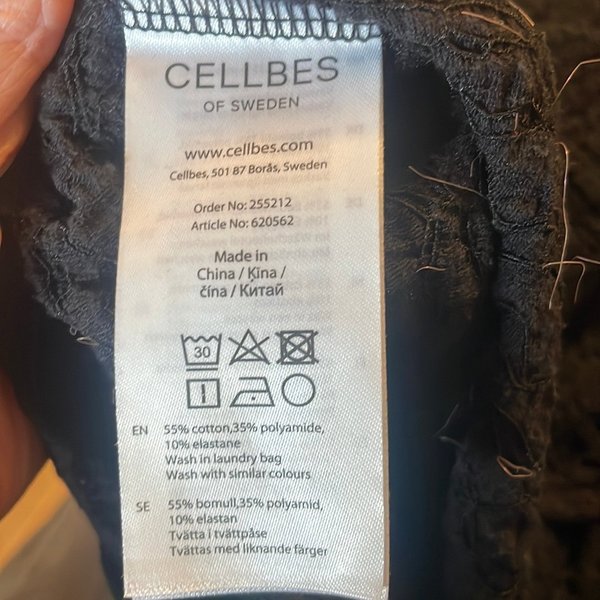 CELLBES
OF SWEDEN
www.cellbes.com
Cellbes, 501 87 Borås, Sweden
Order No: 255212
Article No: 620562
Made in
China / Ķīna /
čína / Китай
30
EN 55% cotton,35% polyamide,
10% elastane
Wash in laundry bag
Wash with similar colours
SE 55% bomull,35% polyamid,
10% elastan
Tvätta i tvättpåse
Tvättas med liknande färger